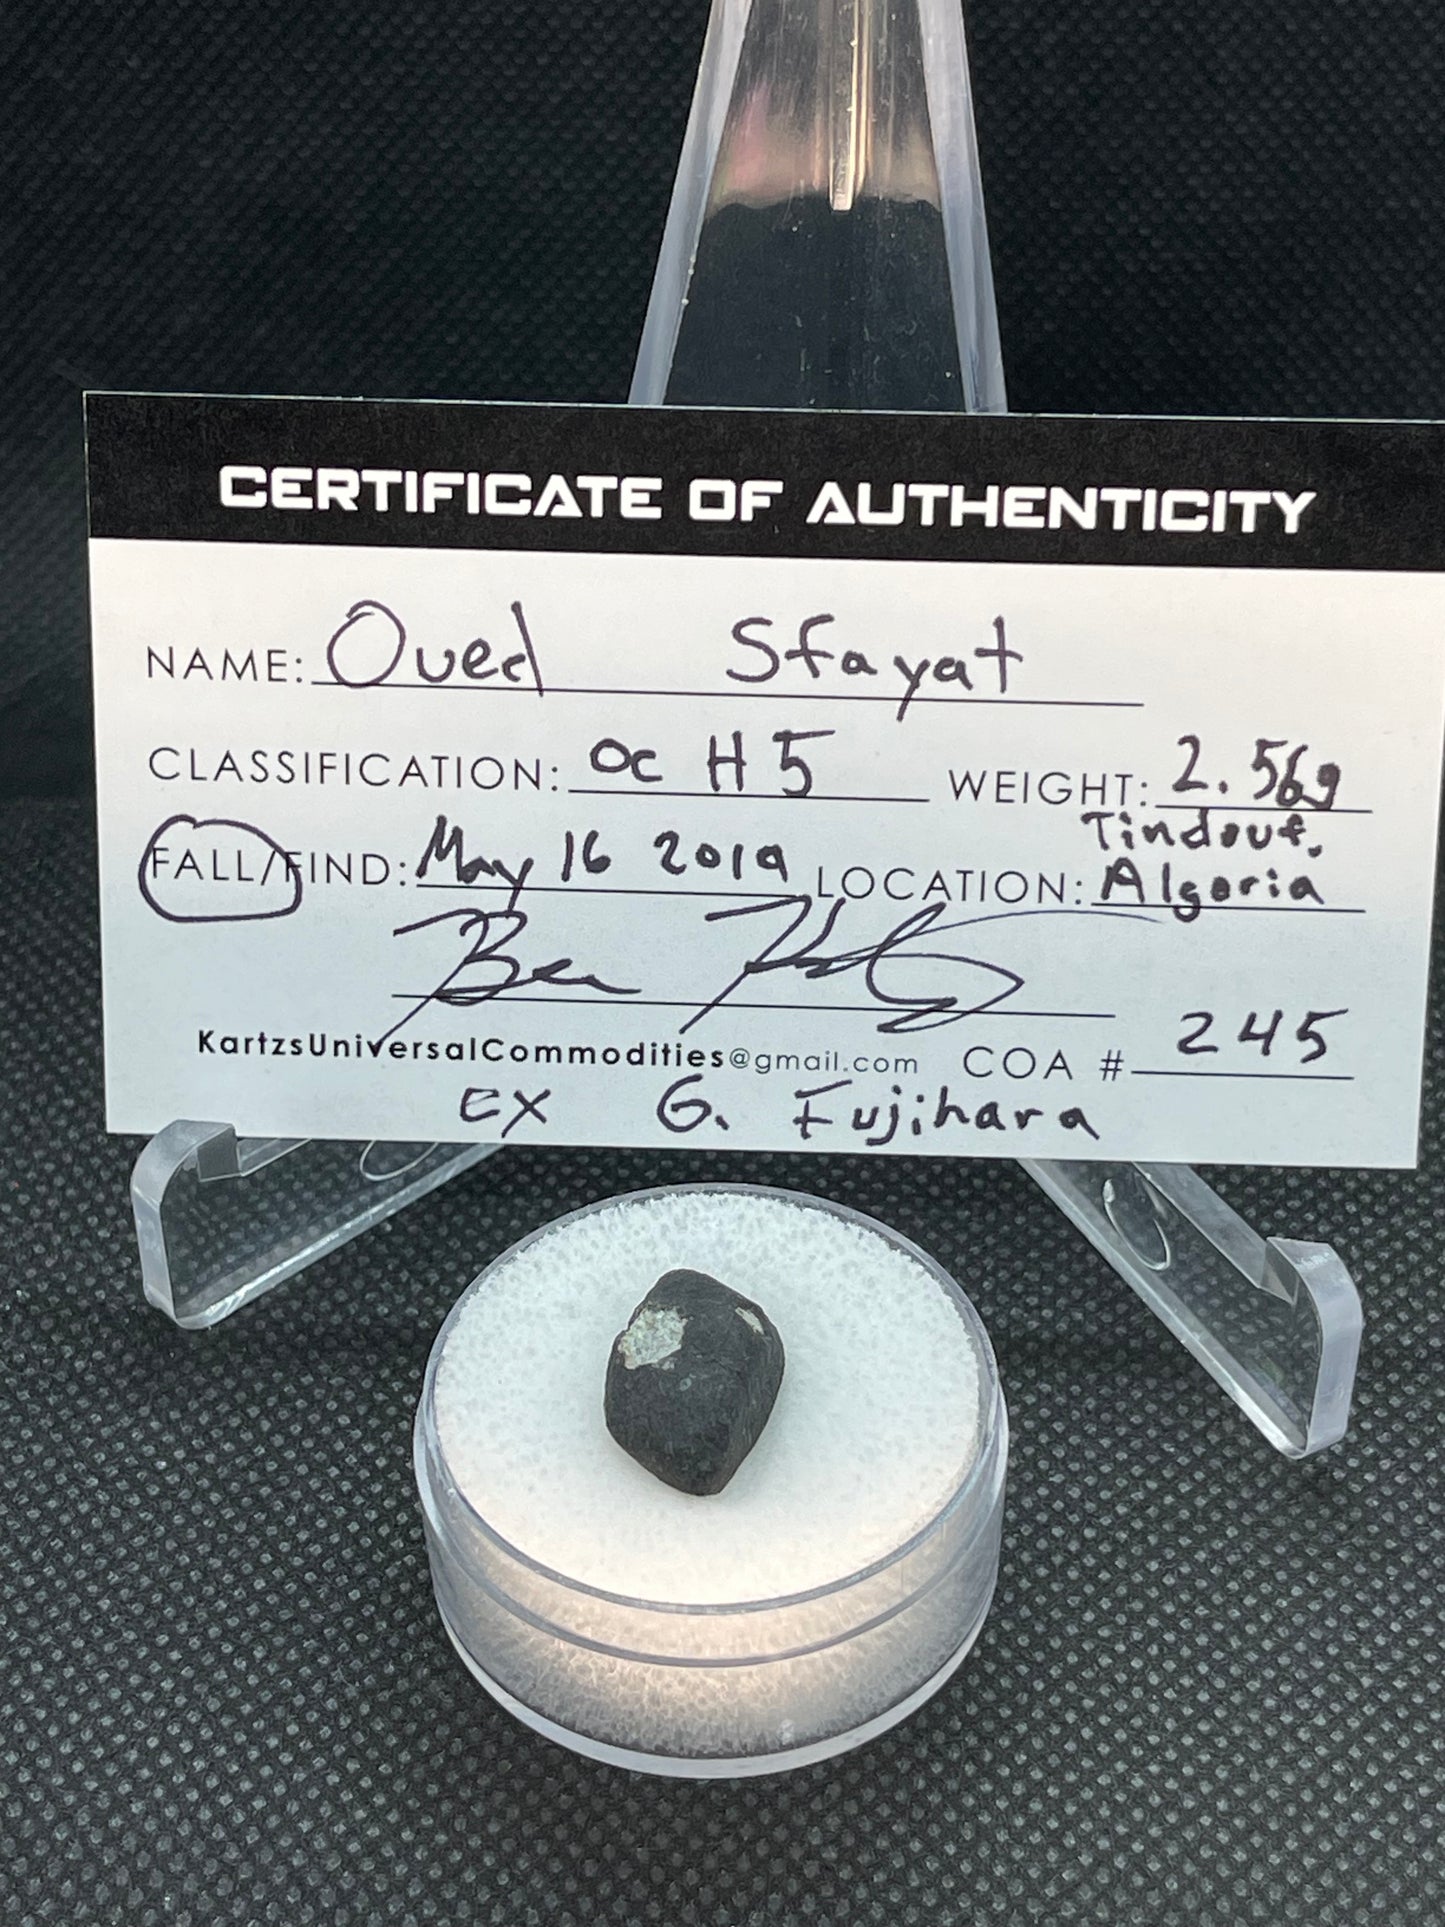 CERTIFICATE OF AUTHENTICITY
NAME: Oued Sfayat
CLASSIFICATION: OC H5 WEIGHT: 2.56g
FALL/FIND: May 16 2019 LOCATION: Tindouf, Algeria
Ben
KartzsUniversalCommodities@gmail.com COA # 245
EX G. Fujihara